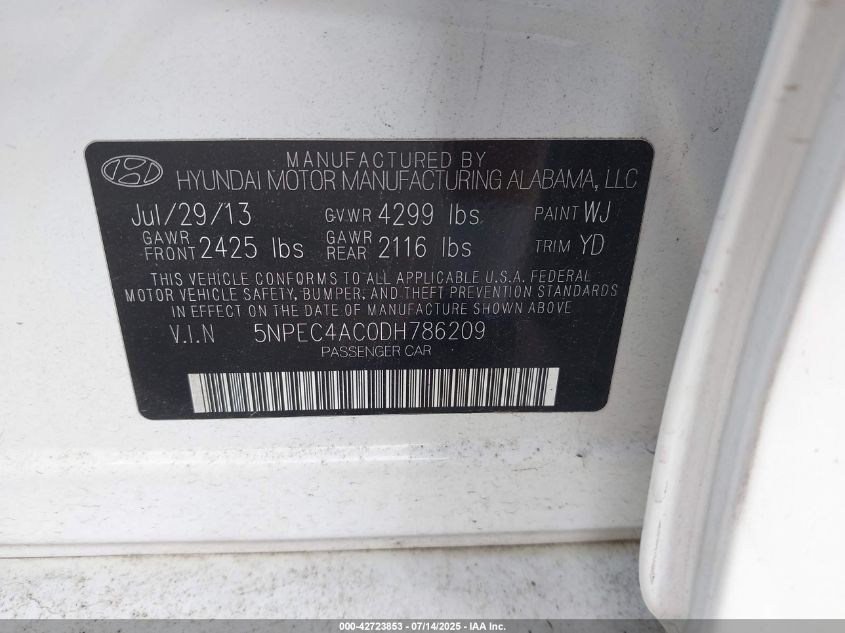 MANUFACTURED BY
HYUNDAI MOTOR MANUFACTURING ALABAMA, LLC
Jul/29/13 GVWR 4299 lbs PAINT WJ
GAWR FRONT 2425 lbs GAWR REAR 2116 lbs TRIM YD
THIS VEHICLE CONFORMS TO ALL APPLICABLE U.S.A. FEDERAL
MOTOR VEHICLE SAFETY, BUMPER, AND THEFT PREVENTION STANDARDS
IN EFFECT ON THE DATE OF MANUFACTURE SHOWN ABOVE
V.I.N 5NPEC4AC0DH786209
PASSENGER CAR
000-42723853 - 07/14/2025 - IAA Inc.